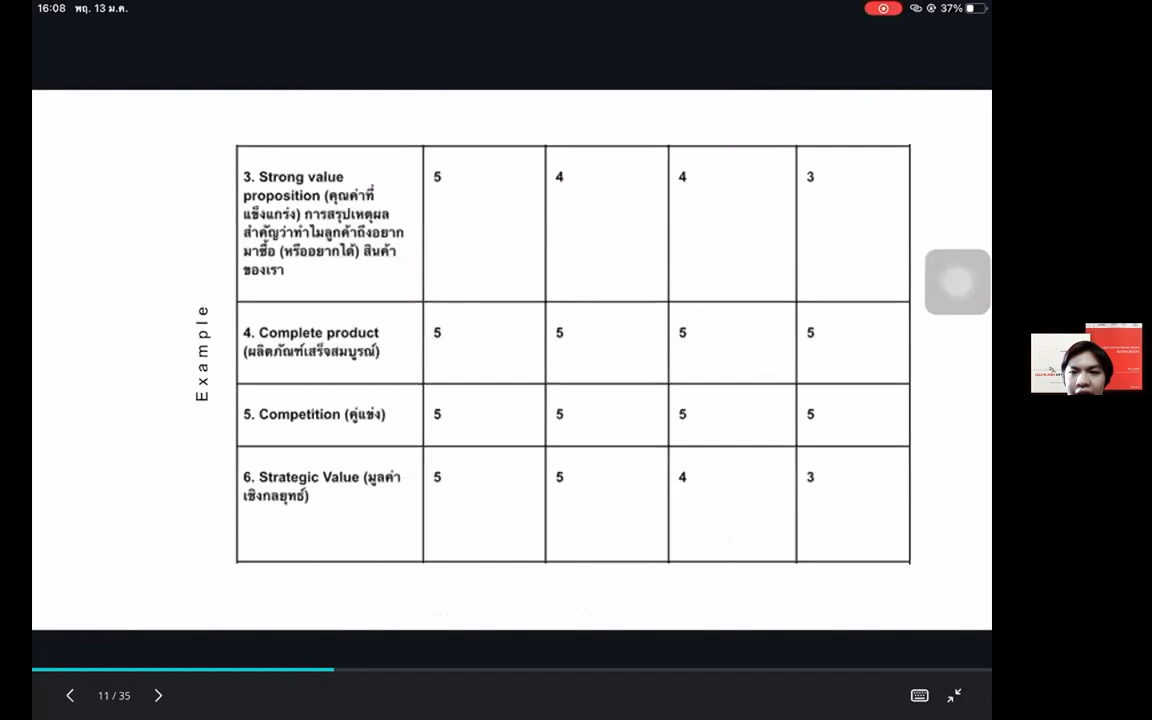 16:08 พฤ. 13 ม.ค.
37%
Example
3. Strong value
proposition (คุณค่าที่
แข็งแกร่ง) การสรุปเหตุผล
สำคัญว่าทำไมลูกค้าถึงอยาก
มาซื้อ (หรืออยากได้) สินค้า
ของเรา
5 4 4 3
4. Complete product
(ผลิตภัณฑ์เสร็จสมบูรณ์)
5 5 5 5
5. Competition (คู่แข่ง)
5 5 5 5
6. Strategic Value (มูลค่า
เชิงกลยุทธ์)
5 5 4 3
11 / 35